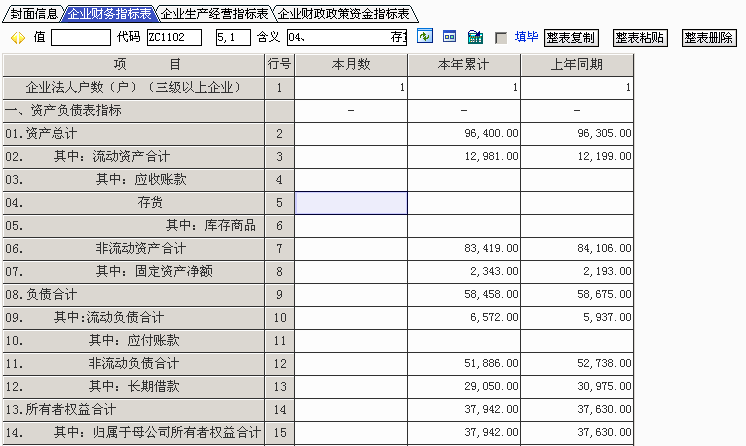 封面信息 企业财务指标表 企业生产经营指标表 企业财政政策资金指标表
值 代码 ZC1102 5,1 含义 04、 存 填毕 整表复制 整表粘贴 整表删除
项 目 行号 本月数 本年累计 上年同期
企业法人户数（户）（三级以上企业） 1 1 1 1
一、资产负债表指标 — — —
01.资产总计 2 96,400.00 96,305.00
02. 其中: 流动资产合计 3 12,981.00 12,199.00
03. 其中: 应收账款 4
04. 存货 5
05. 其中: 库存商品 6
06. 非流动资产合计 7 83,419.00 84,106.00
07. 其中: 固定资产净额 8 2,343.00 2,193.00
08.负债合计 9 58,458.00 58,675.00
09. 其中:流动负债合计 10 6,572.00 5,937.00
10. 其中: 应付账款 11
11. 非流动负债合计 12 51,886.00 52,738.00
12. 其中: 长期借款 13 29,050.00 30,975.00
13.所有者权益合计 14 37,942.00 37,630.00
14. 其中: 归属于母公司所有者权益合计 15 37,942.00 37,630.00